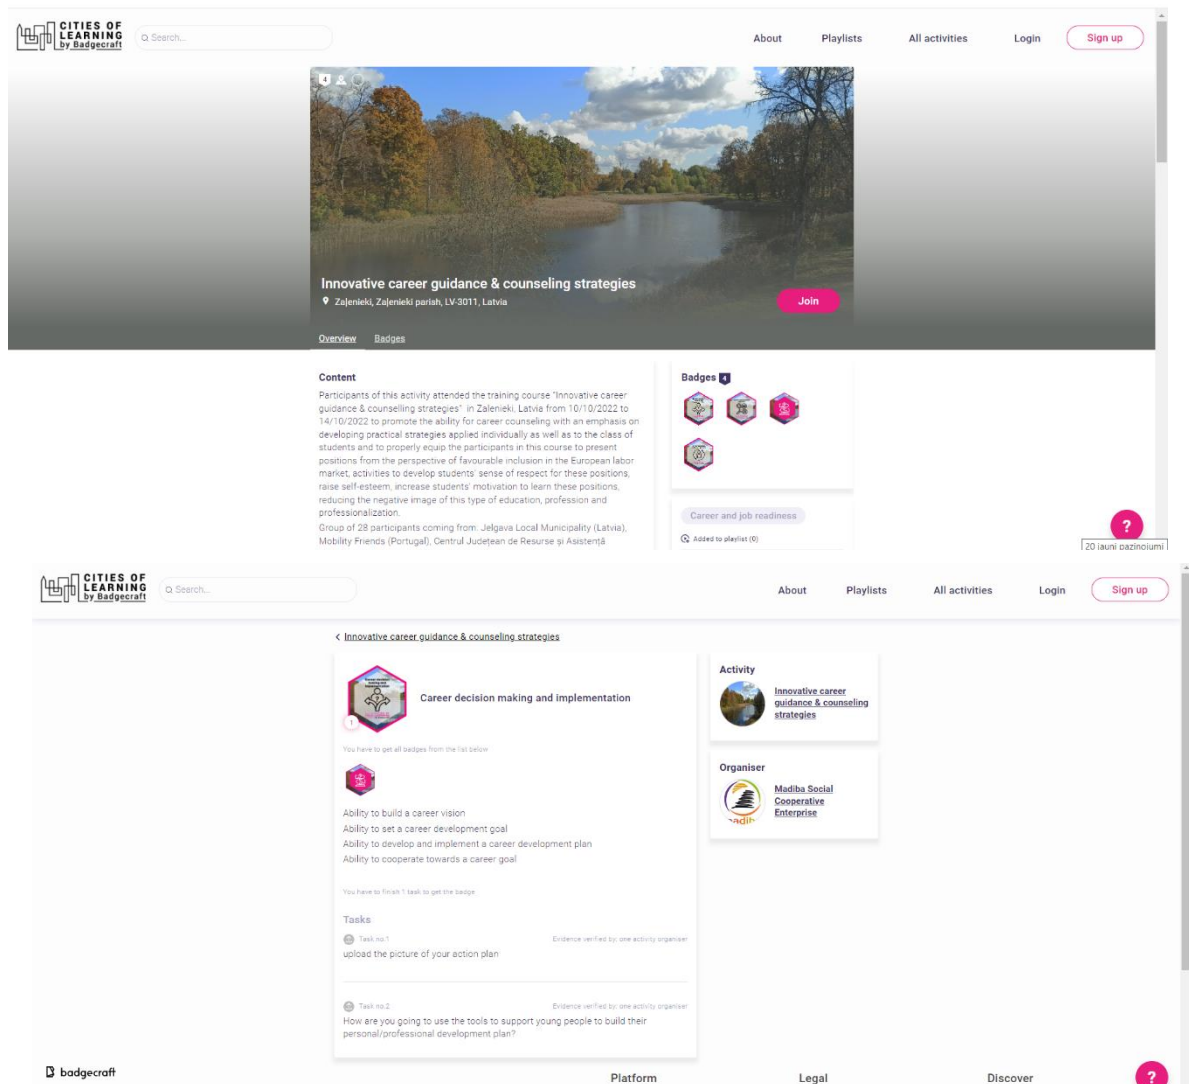 CITIES OF
LEARNING
by Badgecraft
Search...
About
Playlists
All activities
Login
Sign up
4
Innovative career guidance & counseling strategies
Zaļenieki, Zaļenieki parish, LV-3011, Latvia
Join
Overview
Badges
Content
Participants of this activity attended the training course "Innovative career
guidance & counselling strategies" in Zalenieki, Latvia from 10/10/2022 to
14/10/2022 to promote the ability for career counseling with an emphasis on
developing practical strategies applied individually as well as to the class of
students and to properly equip the participants in this course to present
positions from the perspective of favourable inclusion in the European labor
market, activities to develop students' sense of respect for these positions,
raise self-esteem, increase students' motivation to learn these positions,
reducing the negative image of this type of education, profession and
professionalization.
Group of 28 participants coming from: Jelgava Local Municipality (Latvia),
Mobility Friends (Portugal), Centrul Județean de Resurse și Asistență
Badges 4
Career and job readiness
Added to playlist (0)
?
20 jauni paziņojumi
CITIES OF
LEARNING
by Badgecraft
Search...
About
Playlists
All activities
Login
Sign up
< Innovative career guidance & counseling strategies
Career decision
making and
implementation
1
Career decision making and implementation
You have to get all badges from the list below
Ability to build a career vision
Ability to set a career development goal
Ability to develop and implement a career development plan
Ability to cooperate towards a career goal
You have to finish 1 task to get the badge
Tasks
Task no.1
Evidence verified by: one activity organiser
upload the picture of your action plan
Task no.2
Evidence verified by: one activity organiser
How are you going to use the tools to support young people to build their
personal/professional development plan?
Activity
Innovative career
guidance & counseling
strategies
Organiser
madiba
Madiba Social
Cooperative
Enterprise
badgecraft
Platform
Legal
Discover
?